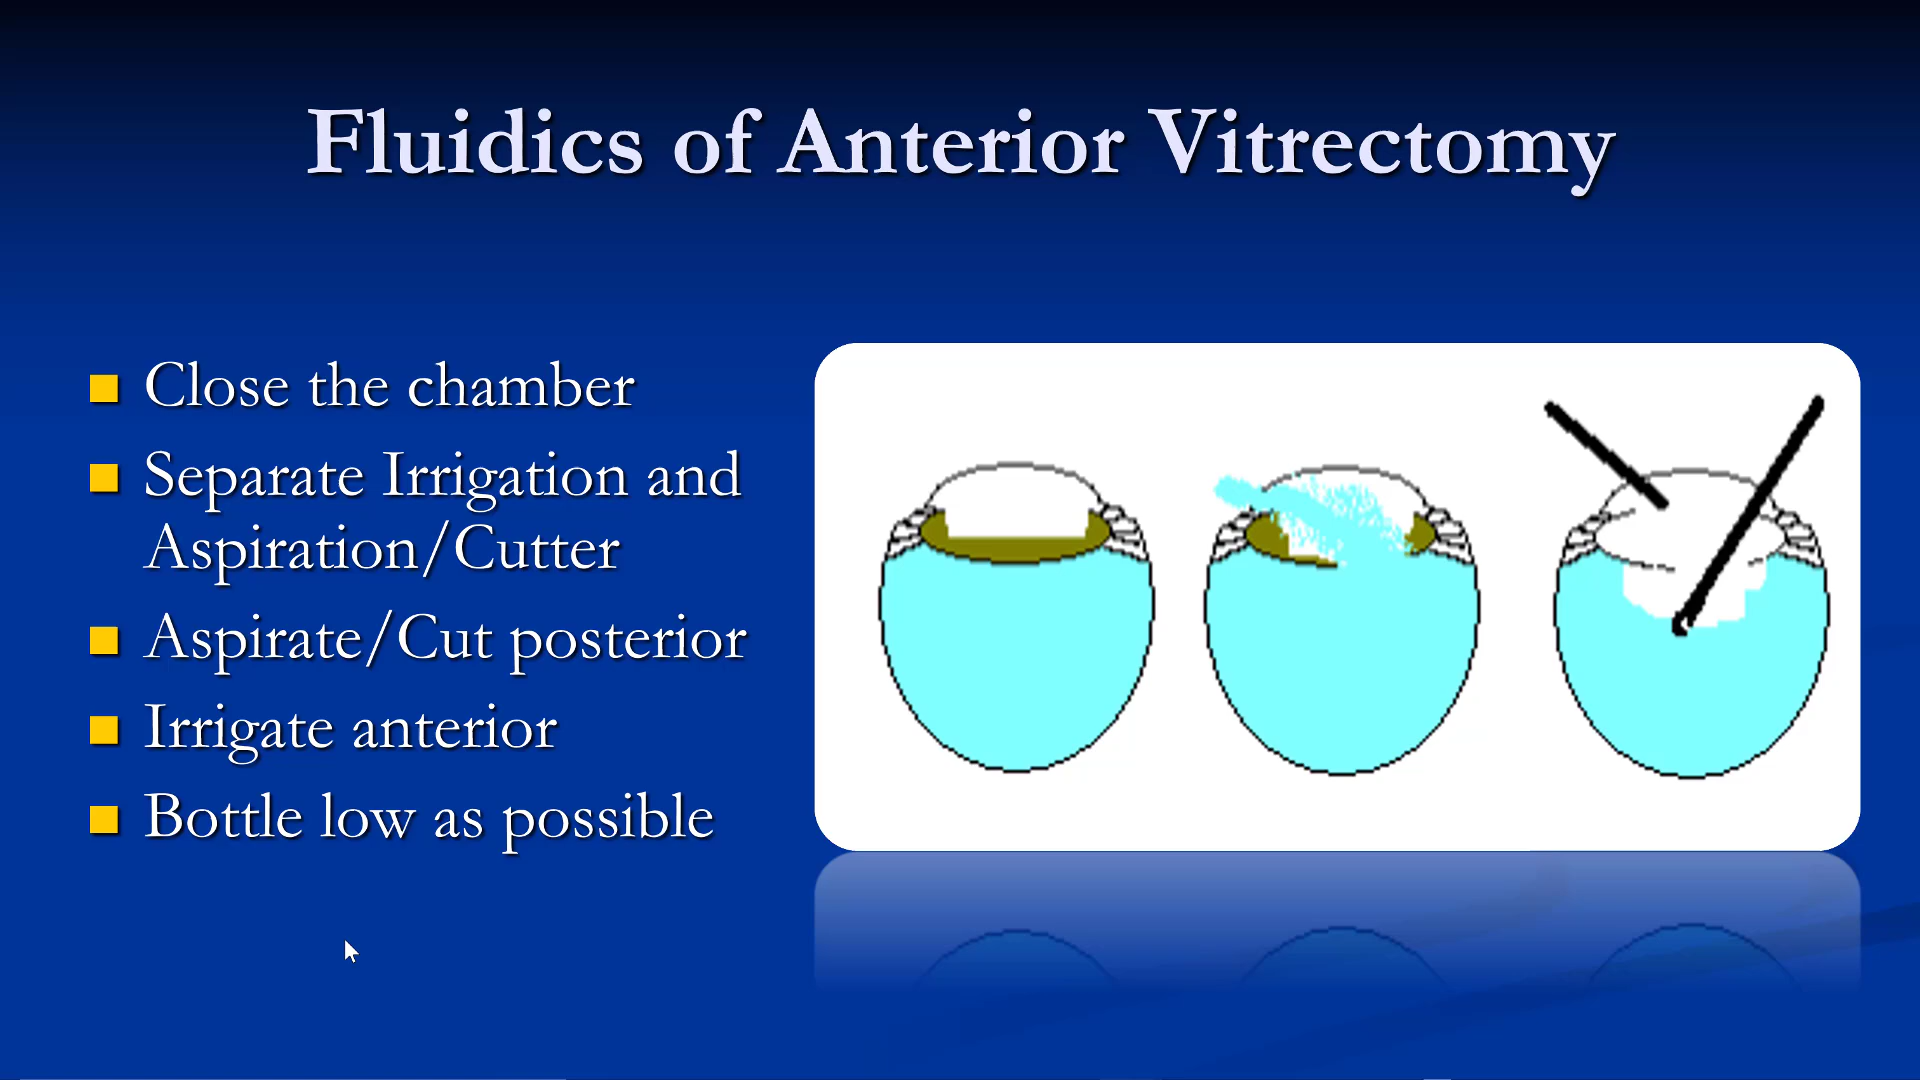 Fluidics of Anterior Vitrectomy
Close the chamber
Separate Irrigation and
Aspiration/Cutter
Aspirate/Cut posterior
Irrigate anterior
Bottle low as possible